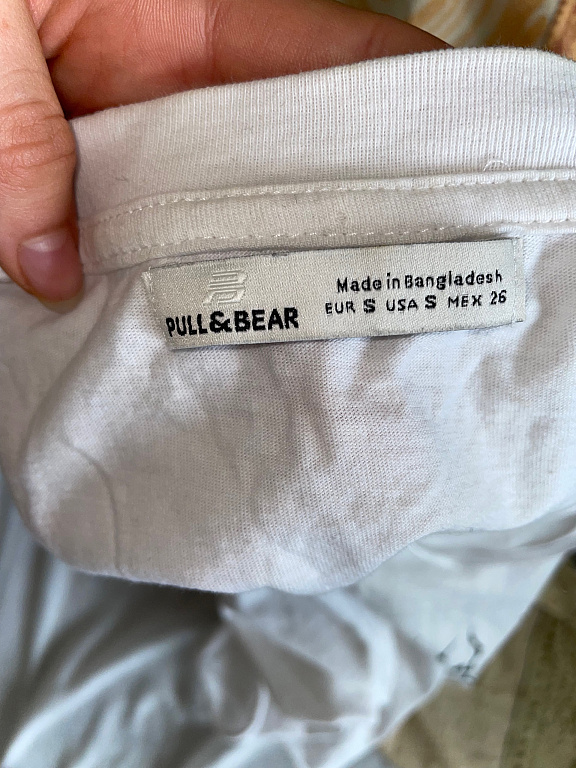 PULL&BEAR
Made in Bangladesh
EUR S USA S MEX 26